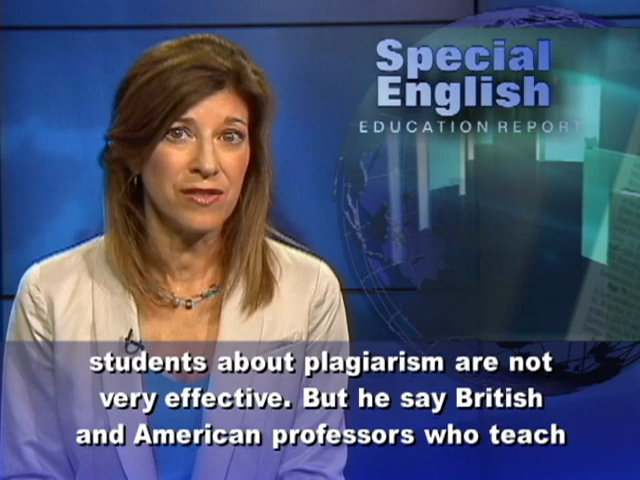 Special
English
EDUCATION REPORT
students about plagiarism are not
very effective. But he say British
and American professors who teach